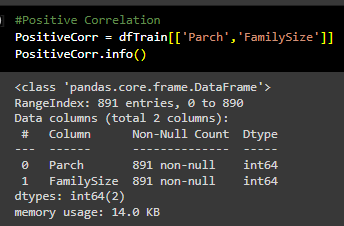 #Positive Correlation
PositiveCorr = dfTrain[['Parch','FamilySize']]
PositiveCorr.info()
<class 'pandas.core.frame.DataFrame'>
RangeIndex: 891 entries, 0 to 890
Data columns (total 2 columns):
 #   Column      Non-Null Count  Dtype
---  ------      --------------  -----
 0   Parch       891 non-null    int64
 1   FamilySize  891 non-null    int64
dtypes: int64(2)
memory usage: 14.0 KB